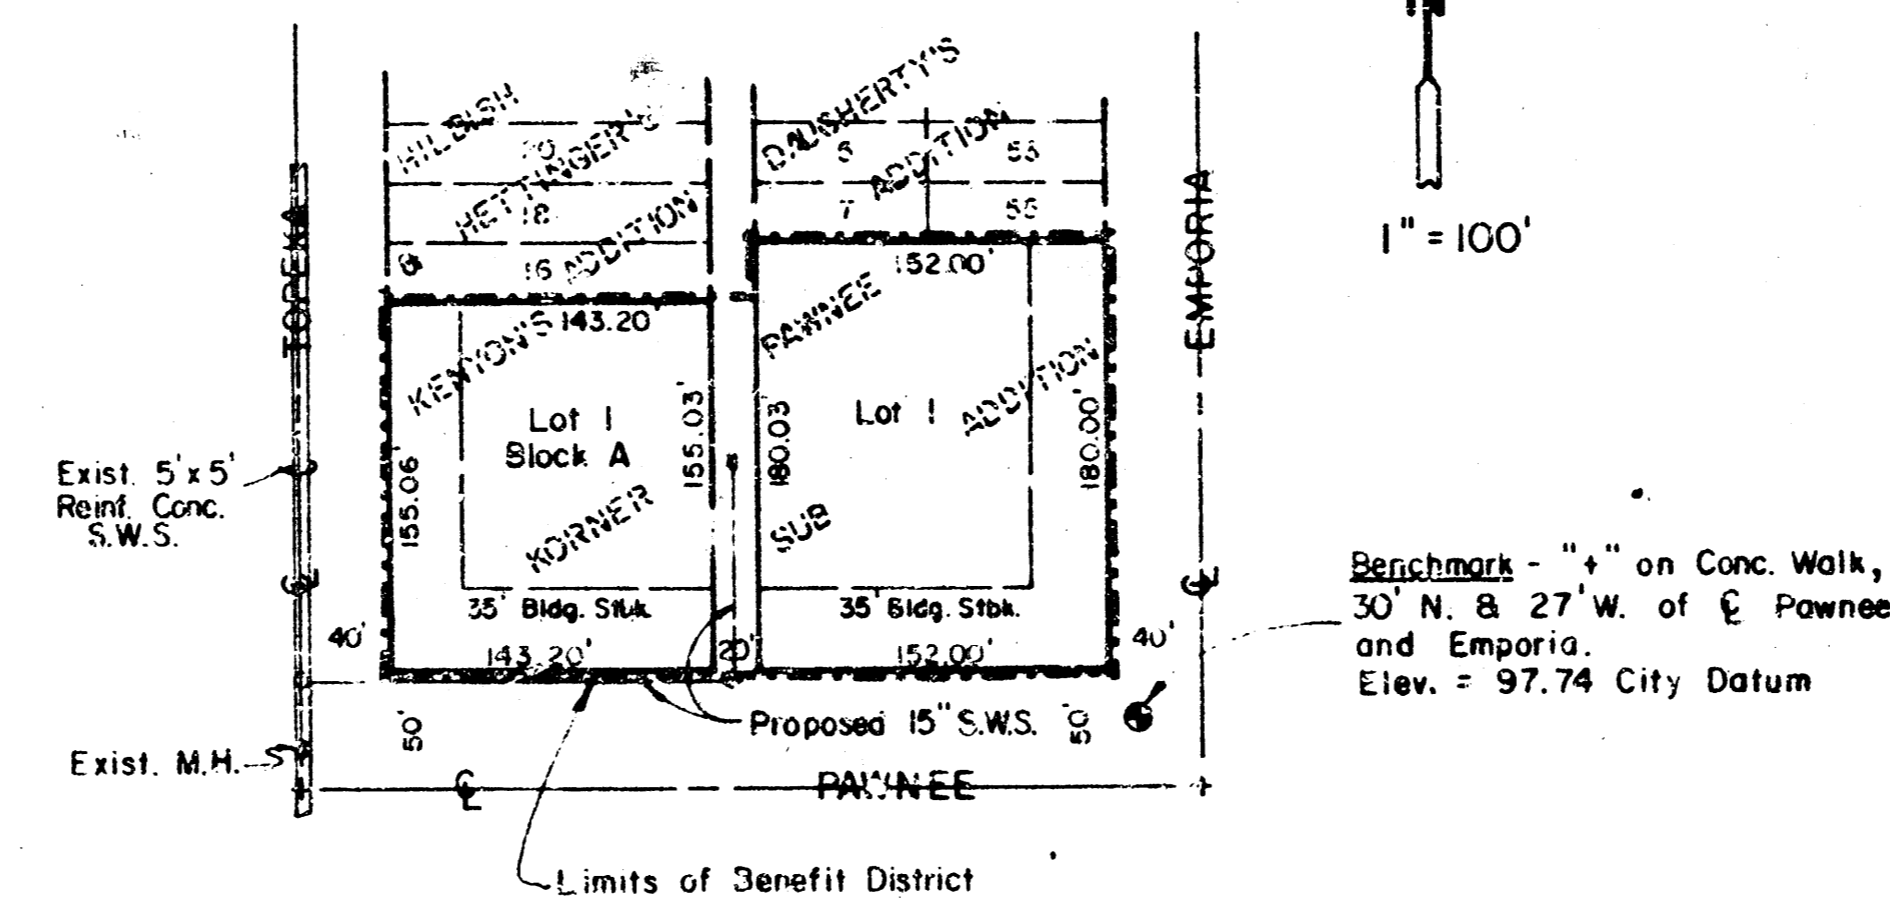 HILBISH
HETTINGER'S
ADDITION
20
18
16
&
DAUGHERTY'S
ADDITION
5
53
7
55
TOPEKA
EMPORIA
1" = 100'
152.00'
143.20'
KENYON'S
KORNER
Lot 1
Block A
155.06'
155.03'
PAWNEE
SUB
ADDITION
Lot 1
180.03'
180.00'
Exist. 5' x 5'
Reinf. Conc.
S.W.S.
℄
℄
Benchmark - "+" on Conc. Walk,
30' N. & 27' W. of ℄ Pawnee
and Emporia.
Elev. = 97.74 City Datum
35' Bldg. Stbk.
35' Bldg. Stbk.
40'
143.20'
20'
152.00'
40'
50'
Proposed 15" S.W.S.
50'
Exist. M.H.
℄
PAWNEE
Limits of Benefit District